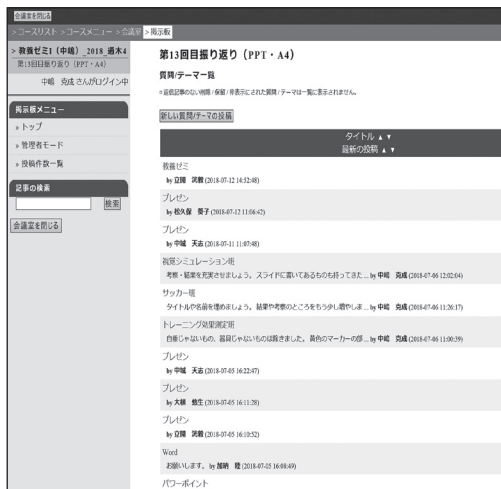 会議室を閉じる
>コースリスト >コースメニュー >会議室 >掲示板
> 教養ゼミI（中嶋）_2018_週木4
第13回目振り返り（PPT・A4）
中嶋 克成 さんがログイン中
掲示板メニュー
» トップ
» 管理者モード
» 投稿件数一覧
記事の検索
検索
会議室を閉じる
第13回目振り返り（PPT・A4）
質問/テーマ一覧
※返信記事のない削除/保留/非表示にされた質問/テーマは一覧に表示されません。
新しい質問/テーマの投稿
タイトル ▲ ▼
最新の投稿 ▲ ▼
教養ゼミ
by 立開 (2018-07-12 14:52:48)
プレゼン
by 松久保 葵子 (2018-07-12 11:06:42)
プレゼン
by 中城 天志 (2018-07-11 11:07:48)
視覚シミュレーション班
考察・結果を充実させましょう。 スライドに書いてあるものも持ってきた ... by 中嶋 克成 (2018-07-06 12:02:04)
サッカー班
タイトルや名前を埋めましょう。 結果や考察のところをもう少し増やしま ... by 中嶋 克成 (2018-07-06 11:26:17)
トレーニング効果測定班
自重じゃないもの、器具じゃないものは除きました。 黄色のマーカーの部 ... by 中嶋 克成 (2018-07-06 11:00:39)
プレゼン
by 中城 天志 (2018-07-05 16:22:47)
プレゼン
by 大槻 悠生 (2018-07-05 16:11:28)
プレゼン
by 立開 (2018-07-05 16:10:52)
Word
お願いします。 by 加納 陸 (2018-07-05 16:08:49)
パワーポイント